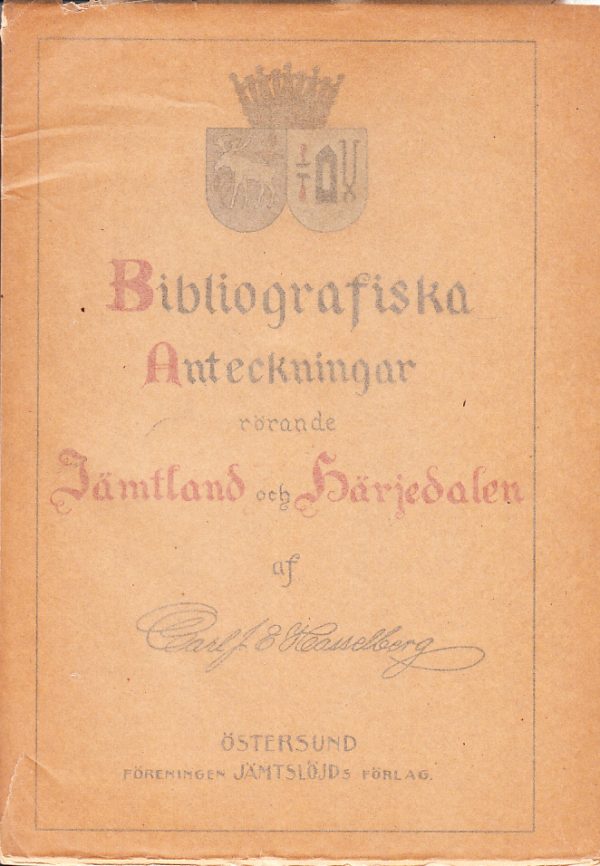 Bibliografiska
Anteckningar
rörande
Jämtland och Härjedalen
af
Carl J. E Hasselberg
ÖSTERSUND
FÖRENINGEN JÄMTSLÖJDS FÖRLAG.